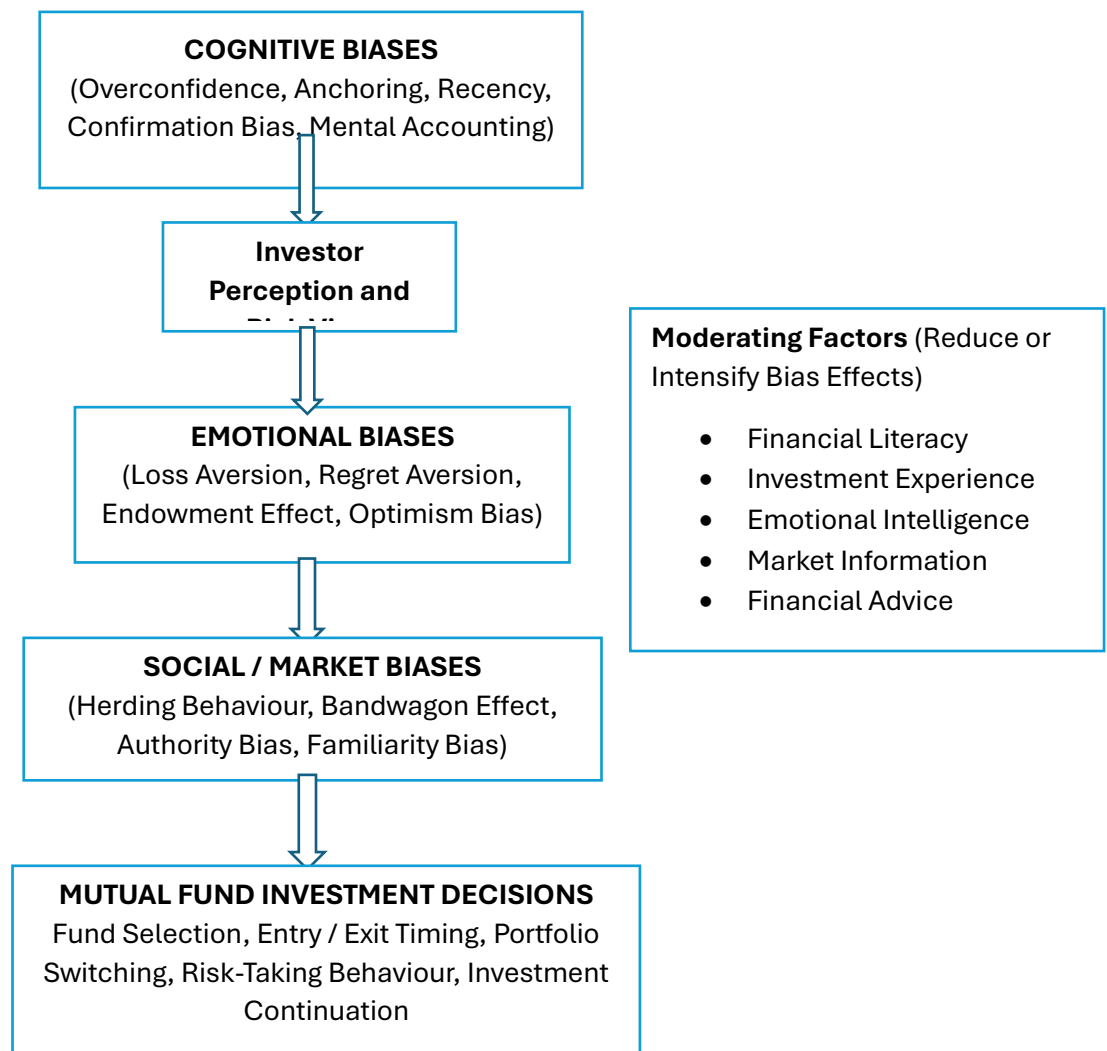 COGNITIVE BIASES
(Overconfidence, Anchoring, Recency,
Confirmation Bias, Mental Accounting)
Investor
Perception and
EMOTIONAL BIASES
(Loss Aversion, Regret Aversion,
Endowment Effect, Optimism Bias)
SOCIAL / MARKET BIASES
(Herding Behaviour, Bandwagon Effect,
Authority Bias, Familiarity Bias)
MUTUAL FUND INVESTMENT DECISIONS
Fund Selection, Entry / Exit Timing, Portfolio
Switching, Risk-Taking Behaviour, Investment
Continuation
Moderating Factors (Reduce or
Intensify Bias Effects)
• Financial Literacy
• Investment Experience
• Emotional Intelligence
• Market Information
• Financial Advice